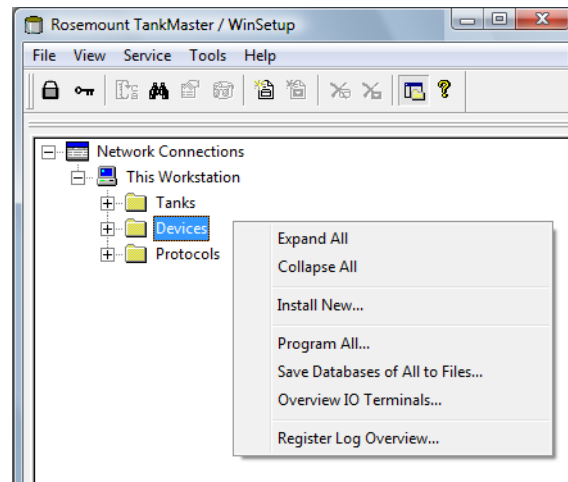 Rosemount TankMaster / WinSetup
File View Service Tools Help
Network Connections
This Workstation
Tanks
Devices
Protocols
Expand All
Collapse All
Install New...
Program All...
Save Databases of All to Files...
Overview IO Terminals...
Register Log Overview...